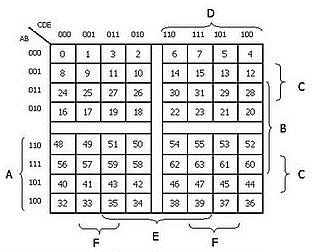 D
CDE
000 001 011 010 110 111 101 100
AB
000 0 1 3 2 6 7 5 4
001 8 9 11 10 14 15 13 12
C
011 24 25 27 26 30 31 29 28
B
010 16 17 19 18 22 23 21 20
110 48 49 51 50 54 55 53 52
A
111 56 57 59 58 62 63 61 60
C
101 40 41 43 42 46 47 45 44
100 32 33 35 34 38 39 37 36
F E F